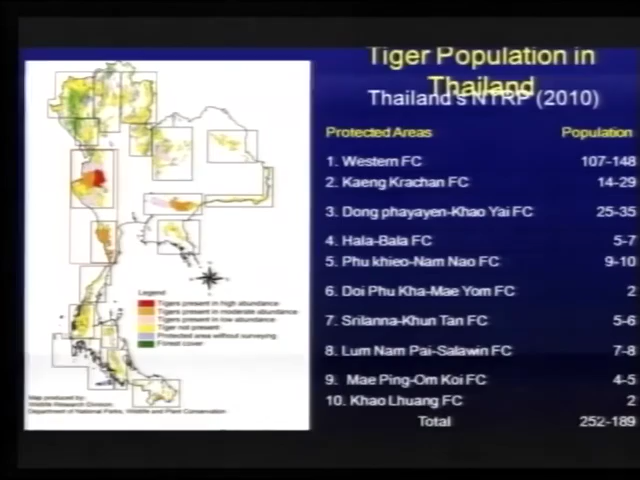 Tiger Population in
Thailand
Thailand's NTRP (2010)
Protected Areas Population
1. Western FC 107-148
2. Kaeng Krachan FC 14-29
3. Dong phayayen-Khao Yai FC 25-35
4. Hala-Bala FC 5-7
5. Phu khieo-Nam Nao FC 9-10
6. Doi Phu Kha-Mae Yom FC 2
7. Srilanna-Khun Tan FC 5-6
8. Lum Nam Pai-Salawin FC 7-8
9. Mae Ping-Om Koi FC 4-5
10. Khao Lhuang FC 2
Total 252-189
Legend
Tigers present in high abundance
Tigers present in moderate abundance
Tigers present in low abundance
Tiger not present
Protected area without surveying
Forest cover
Map produced by:
Wildlife Research Division,
Department of National Parks, Wildlife and Plant Conservation